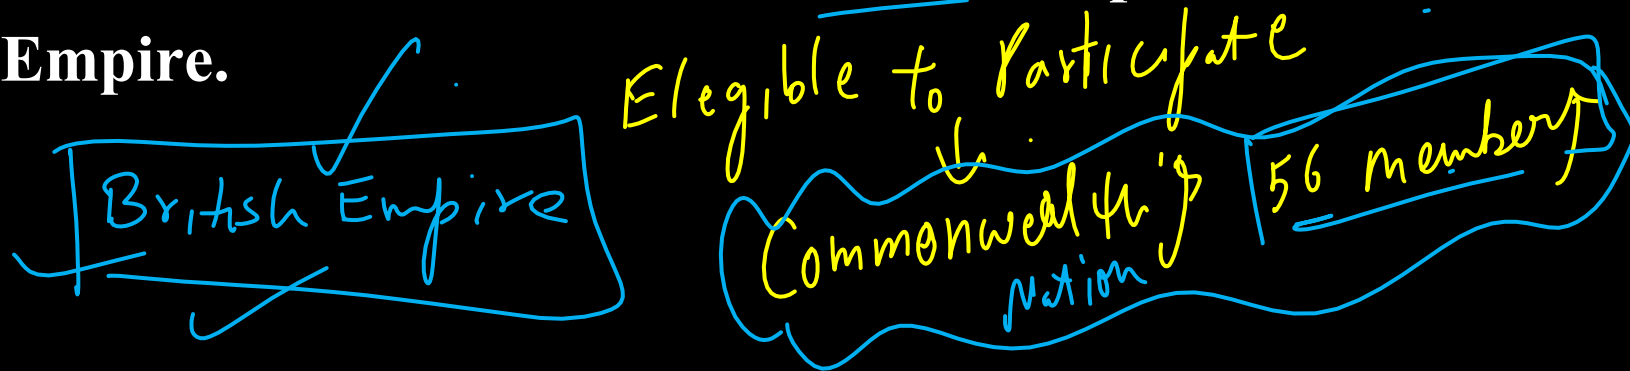 Empire.
Elegible to Participate
British Empire
Commonwealth's 56 members
Nation